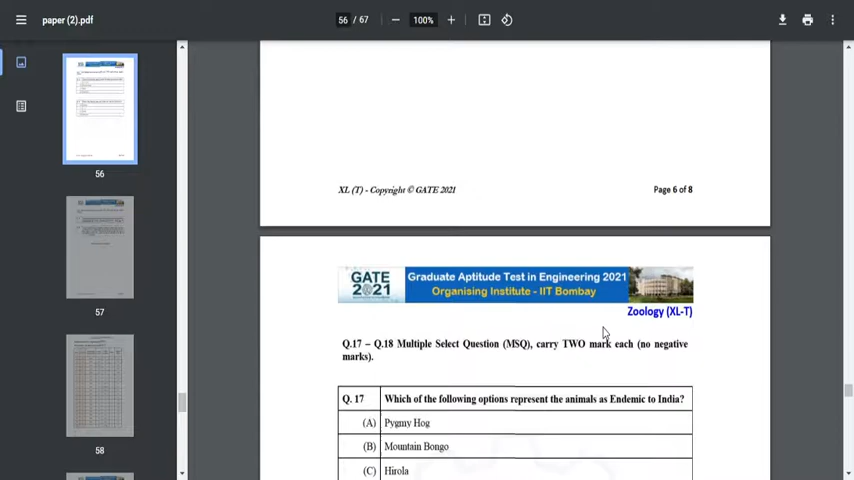 paper (2).pdf
56 / 67
100%
56
57
58
XL (T) - Copyright © GATE 2021
Page 6 of 8
GATE 2021
Graduate Aptitude Test in Engineering 2021
Organising Institute - IIT Bombay
Zoology (XL-T)
Q.17 – Q.18 Multiple Select Question (MSQ), carry TWO mark each (no negative
marks).
Q. 17 Which of the following options represent the animals as Endemic to India?
(A) Pygmy Hog
(B) Mountain Bongo
(C) Hirola